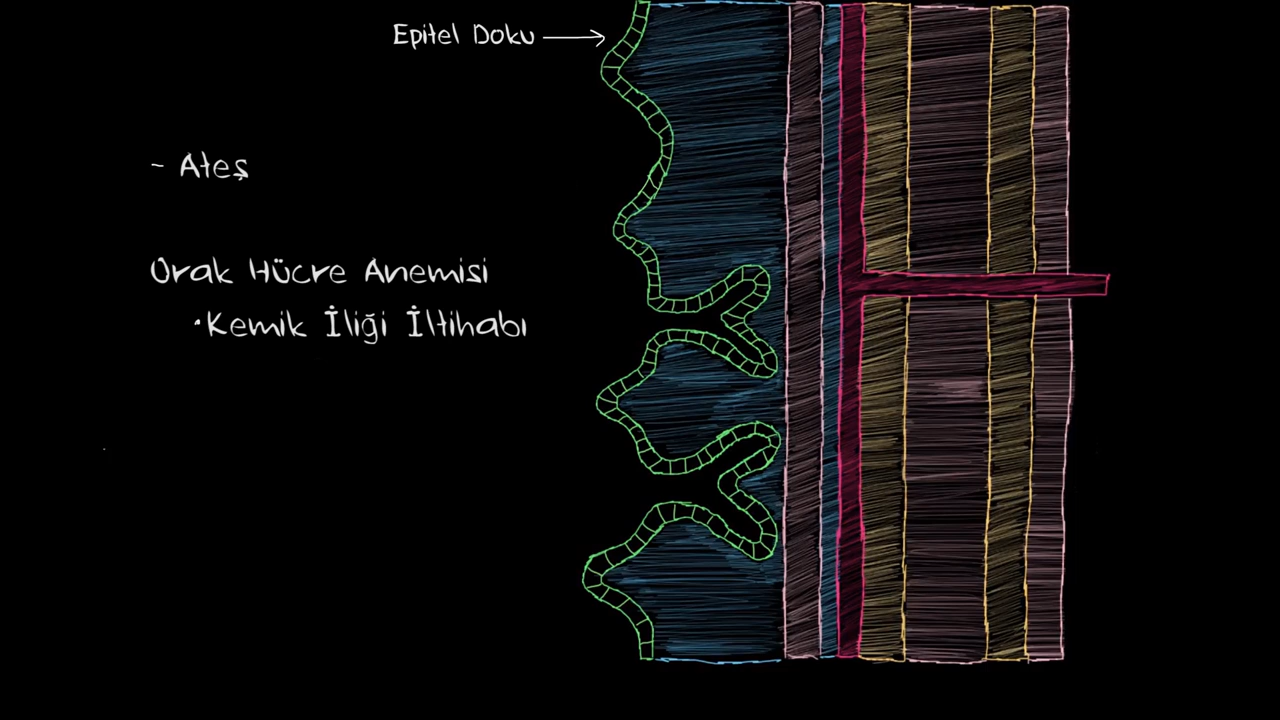 Epitel Doku
- Ateş
Orak Hücre Anemisi
·Kemik İliği İltihabı